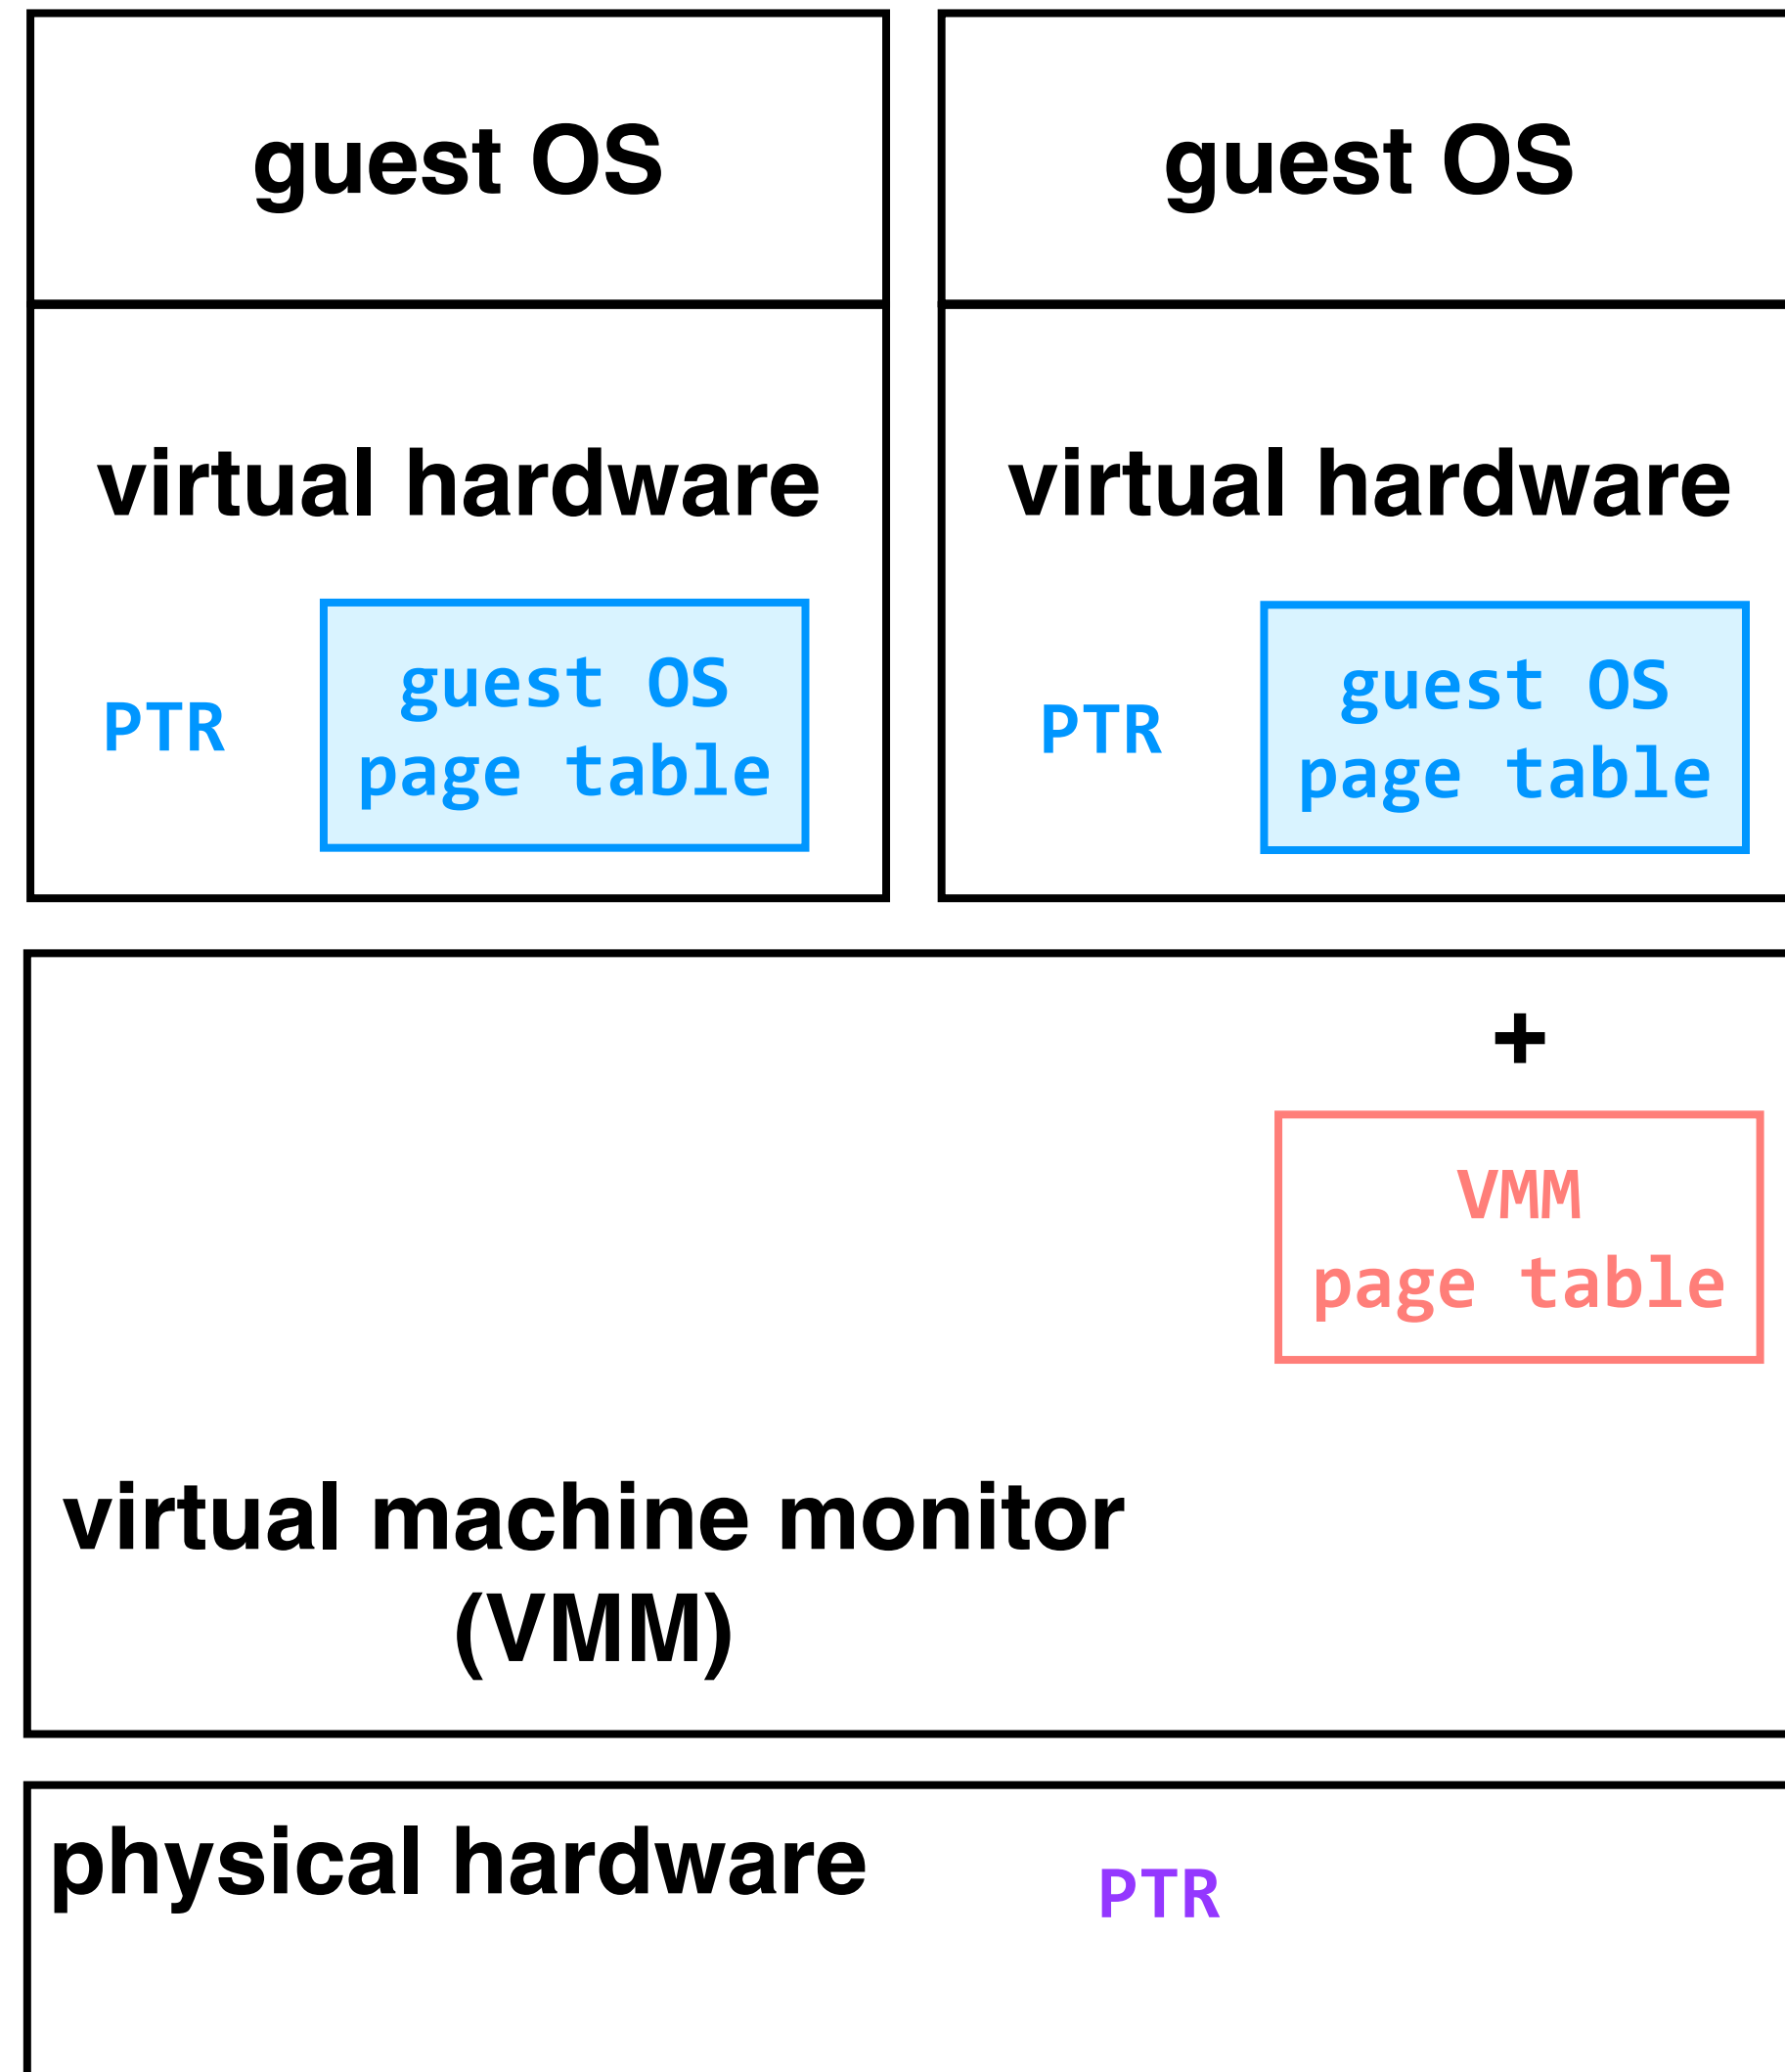 guest OS
guest OS
virtual hardware
virtual hardware
PTR
guest OS
page table
PTR
guest OS
page table
+
VMM
page table
virtual machine monitor
(VMM)
physical hardware
PTR